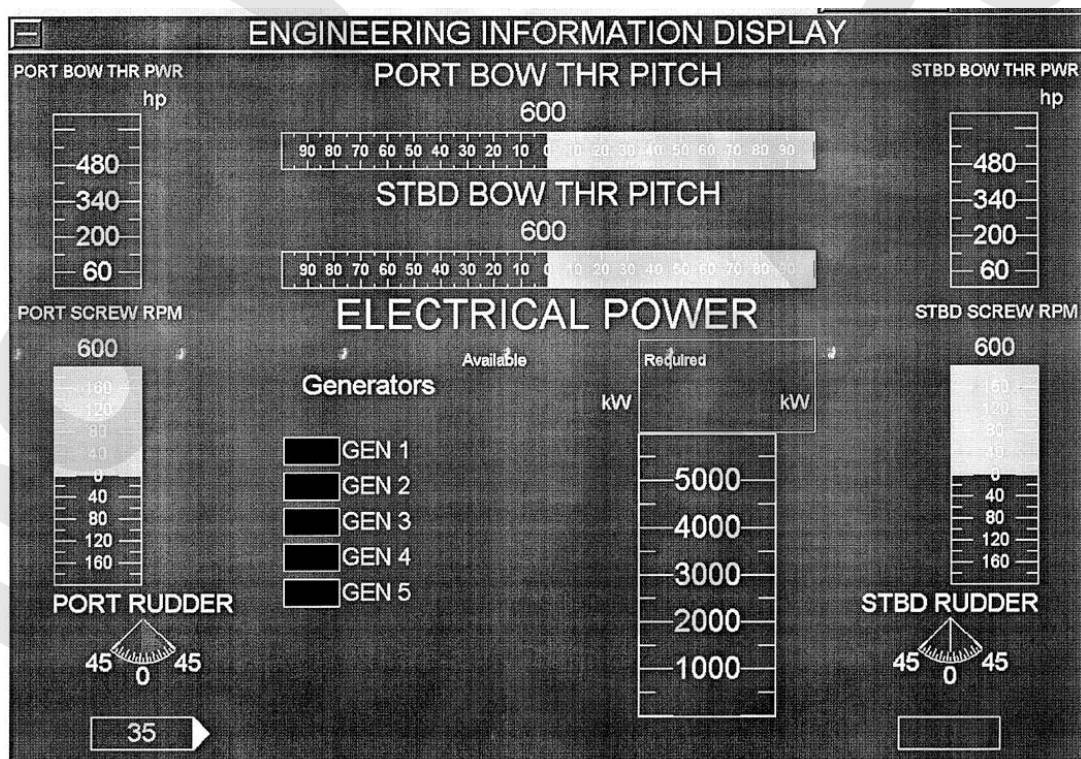 ENGINEERING INFORMATION DISPLAY
PORT BOW THR PWR
hp
480
340
200
60
PORT BOW THR PITCH
600
90 80 70 60 50 40 30 20 10 0 10 20 30 40 50 60 70 80 90
STBD BOW THR PITCH
600
90 80 70 60 50 40 30 20 10 0 10 20 30 40 50 60 70 80 90
STBD BOW THR PWR
hp
480
340
200
60
PORT SCREW RPM
600
160
120
80
40
0
40
80
120
160
ELECTRICAL POWER
Available
Required
Generators
kW
kW
GEN 1
GEN 2
GEN 3
GEN 4
GEN 5
5000
4000
3000
2000
1000
STBD SCREW RPM
600
160
120
80
40
0
40
80
120
160
PORT RUDDER
45 0 45
35
STBD RUDDER
45 0 45